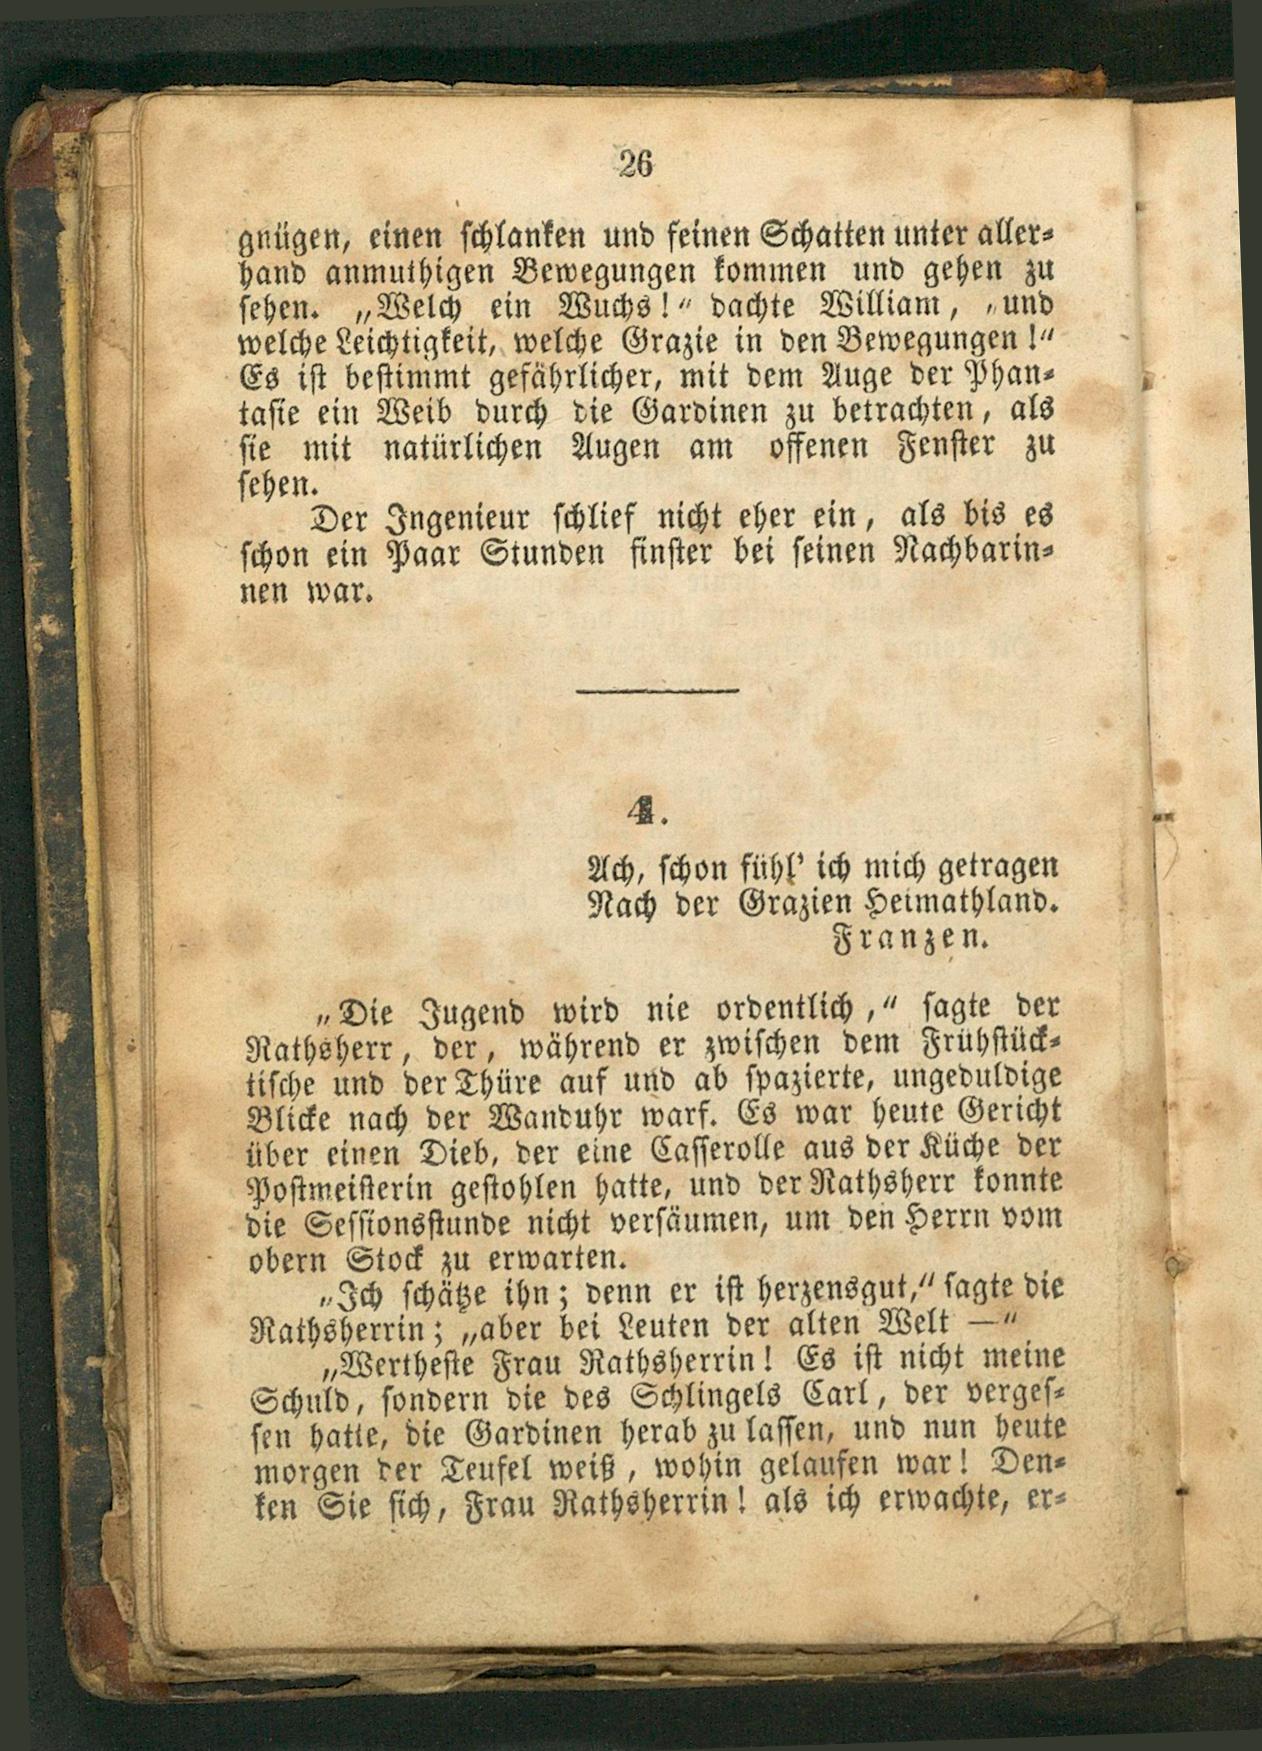 26
gnügen, einen schlanken und feinen Schatten unter aller-
hand anmuthigen Bewegungen kommen und gehen zu
sehen. „Welch ein Wuchs!“ dachte William, „und
welche Leichtigkeit, welche Grazie in den Bewegungen!“
Es ist bestimmt gefährlicher, mit dem Auge der Phan-
tasie ein Weib durch die Gardinen zu betrachten, als
sie mit natürlichen Augen am offenen Fenster zu
sehen.
Der Ingenieur schlief nicht eher ein, als bis es
schon ein Paar Stunden finster bei seinen Nachbarin-
nen war.
4.
Ach, schon fühl’ ich mich getragen
Nach der Grazien Heimathland.
Franzen.
„Die Jugend wird nie ordentlich,“ sagte der
Rathsherr, der, während er zwischen dem Frühstück-
tische und der Thüre auf und ab spazierte, ungeduldige
Blicke nach der Wanduhr warf. Es war heute Gericht
über einen Dieb, der eine Casserolle aus der Küche der
Postmeisterin gestohlen hatte, und der Rathsherr konnte
die Sessionsstunde nicht versäumen, um den Herrn vom
obern Stock zu erwarten.
„Ich schätze ihn; denn er ist herzensgut,“ sagte die
Rathsherrin; „aber bei Leuten der alten Welt —“
„Wertheste Frau Rathsherrin! Es ist nicht meine
Schuld, sondern die des Schlingels Carl, der verges-
sen hatte, die Gardinen herab zu lassen, und nun heute
morgen der Teufel weiß, wohin gelaufen war! Den-
ken Sie sich, Frau Rathsherrin! als ich erwachte, er-